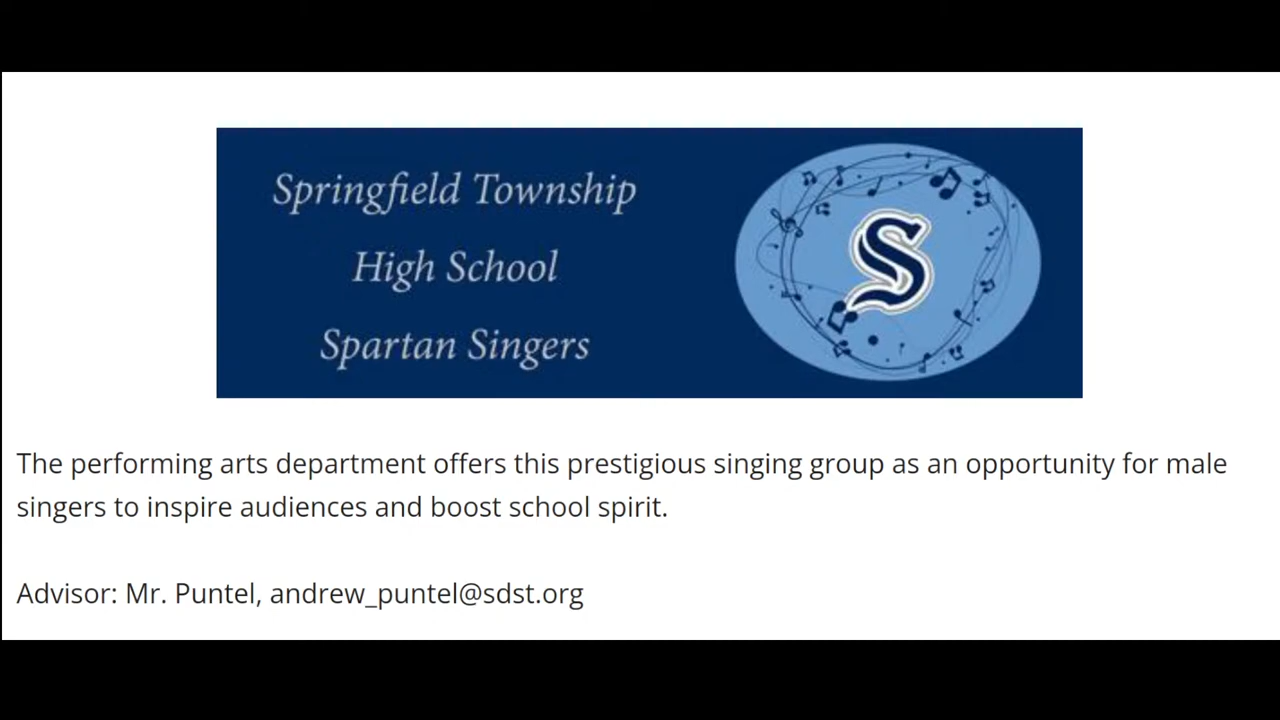 Springfield Township
High School
Spartan Singers
S
The performing arts department offers this prestigious singing group as an opportunity for male
singers to inspire audiences and boost school spirit.
Advisor: Mr. Puntel, andrew_puntel@sdst.org